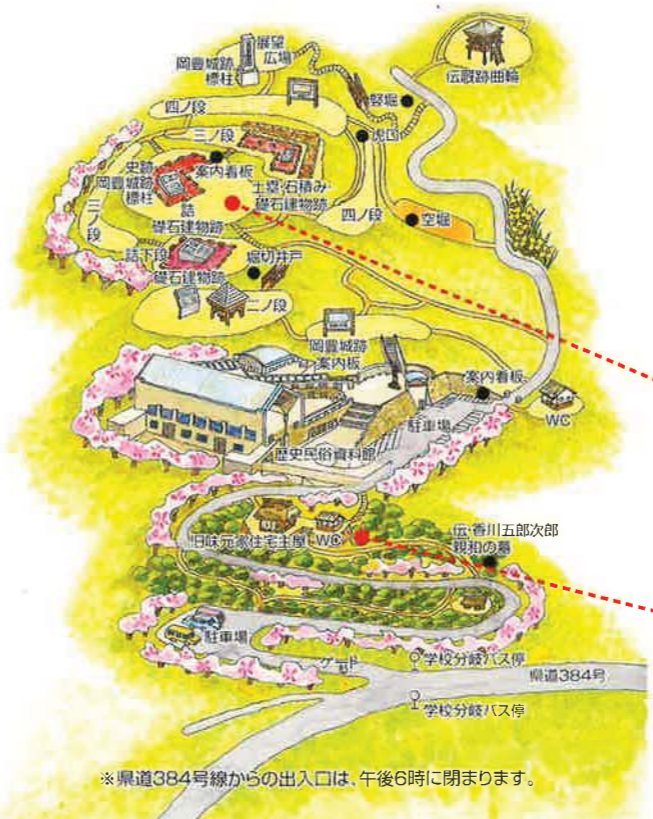 展望
広場
岡豊城跡
標柱
伝厩跡曲輪
四ノ段
竪堀
三ノ段
虎口
案内看板
史跡
岡豊城跡
標柱
土塁・石積み・
礎石建物跡
詰
礎石建物跡
三ノ段
四ノ段
空堀
詰下段
礎石建物跡
堀切井戸
二ノ段
岡豊城跡
案内板
案内看板
WC
駐車場
歴史民俗資料館
旧味元家住宅主屋
WC
伝・香川五郎次郎
親和の墓
駐車場
ゲート
学校分岐バス停
県道384号
学校分岐バス停
※県道384号線からの出入口は、午後6時に閉まります。